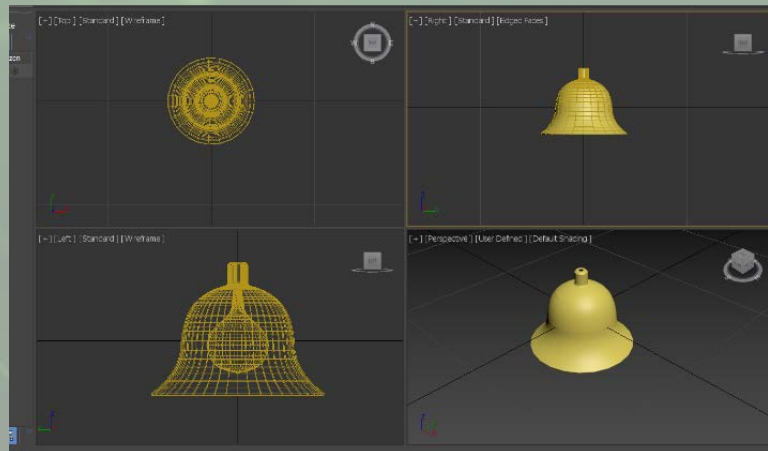 [+] [Top] [Standard] [Wireframe]
[+] [Right] [Standard] [Edged Faces]
[+] [Left] [Standard] [Wireframe]
[+] [Perspective] [User Defined] [Default Shading]